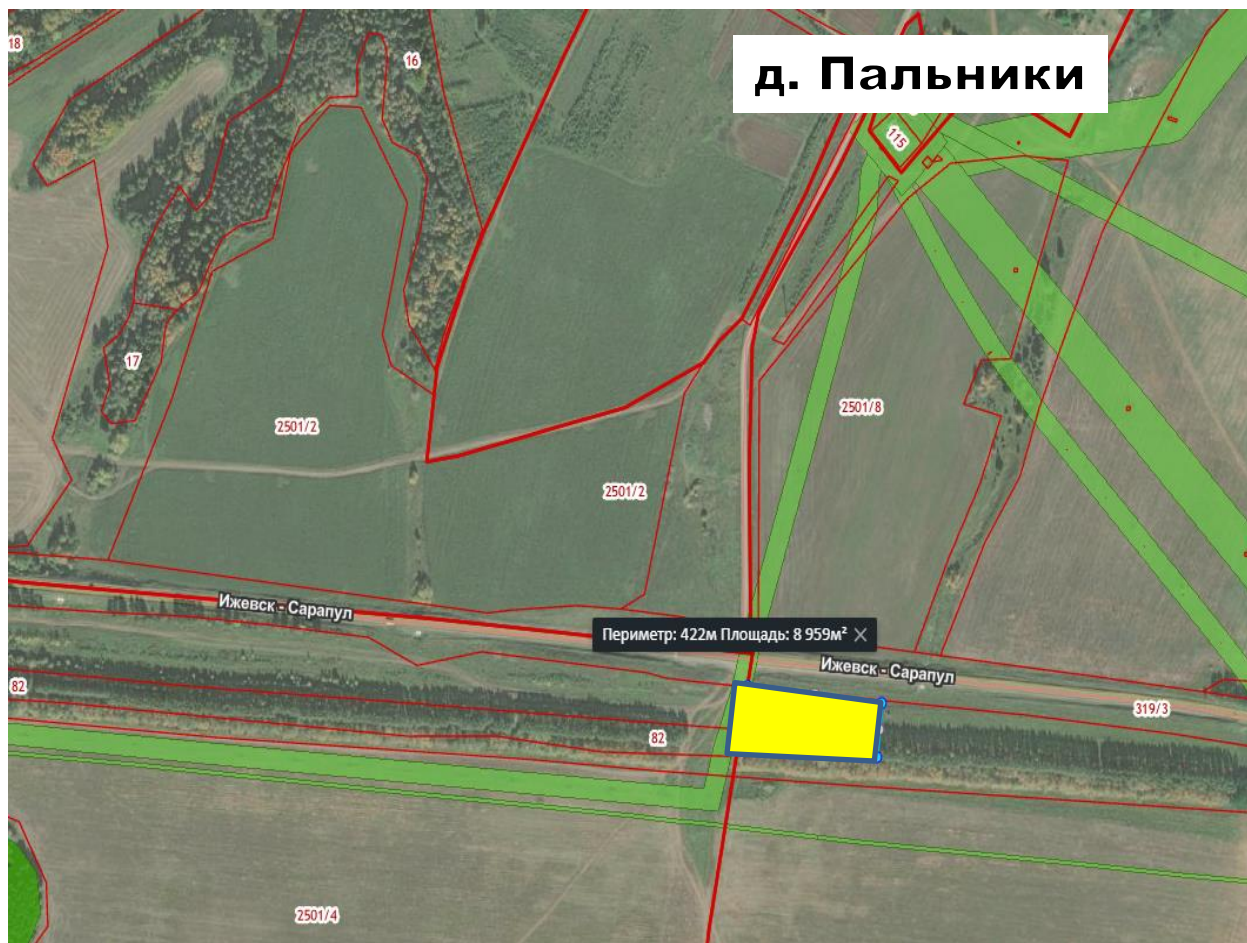 18
16
д. Пальники
115
17
2501/2
2501/8
2501/2
Ижевск - Сарапул
Периметр: 422м Площадь: 8 959м²
Ижевск - Сарапул
82
319/3
82
2501/4